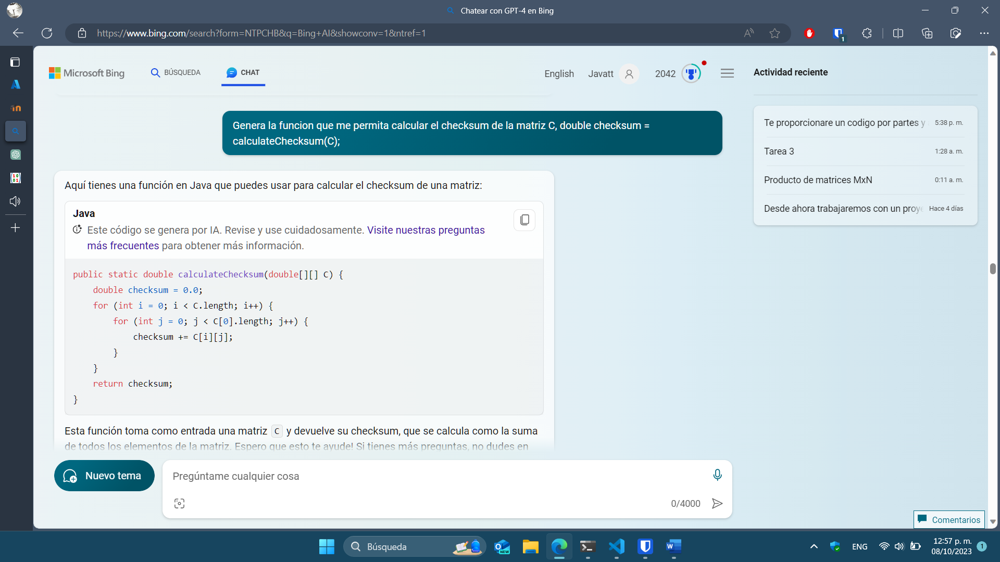 Chatear con GPT-4 en Bing
https://www.bing.com/search?form=NTPCHB&q=Bing+AI&showconv=1&ntref=1
1
Microsoft Bing
BÚSQUEDA
CHAT
English
Javatt
2042
Genera la funcion que me permita calcular el checksum de la matriz C, double checksum =
calculateChecksum(C);
Aquí tienes una función en Java que puedes usar para calcular el checksum de una matriz:
Java
Este código se genera por IA. Revise y use cuidadosamente. Visite nuestras preguntas
más frecuentes para obtener más información.
public static double calculateChecksum(double[][] C) {
    double checksum = 0.0;
    for (int i = 0; i < C.length; i++) {
        for (int j = 0; j < C[0].length; j++) {
            checksum += C[i][j];
        }
    }
    return checksum;
}
Esta función toma como entrada una matriz C y devuelve su checksum, que se calcula como la suma
de todos los elementos de la matriz. Espero que esto te ayude! Si tienes más preguntas, no dudes en
Nuevo tema
Pregúntame cualquier cosa
0/4000
Actividad reciente
Te proporcionare un codigo por partes y 5:38 p. m.
Tarea 3 1:28 a. m.
Producto de matrices MxN 0:11 a. m.
Desde ahora trabajaremos con un proye Hace 4 días
Comentarios
Búsqueda
NEW
ENG
12:57 p. m.
08/10/2023
1